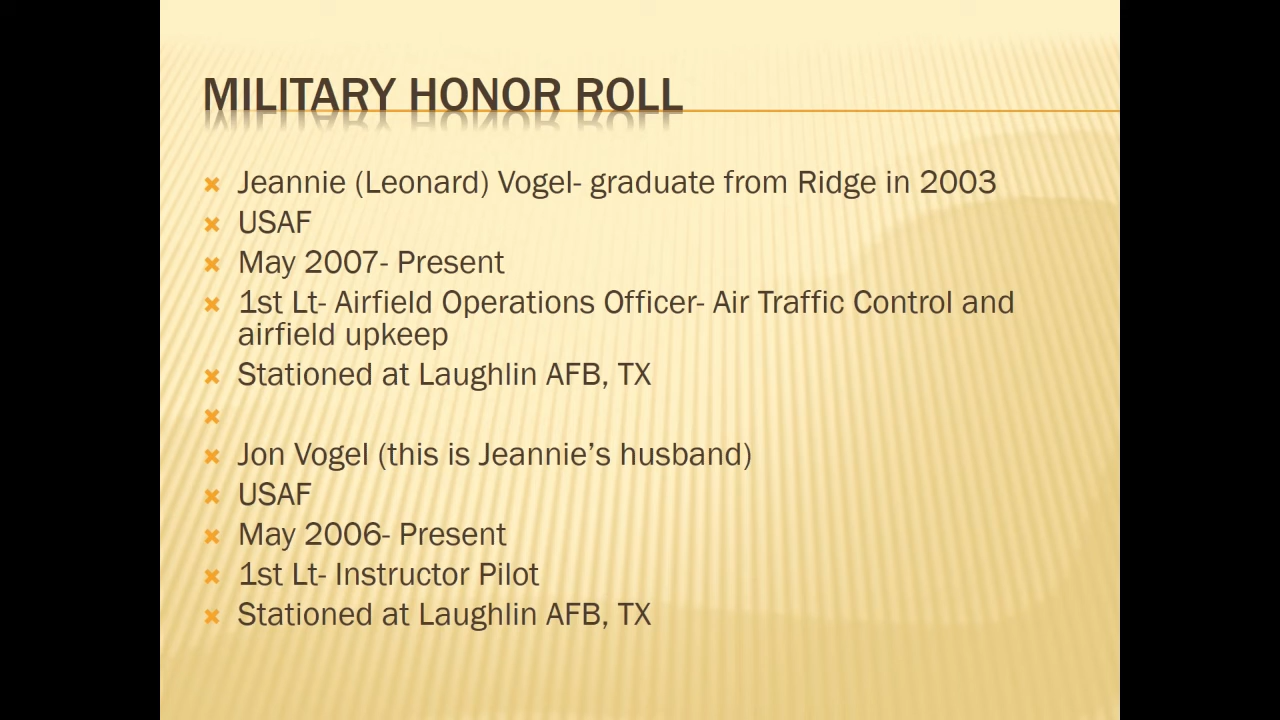 MILITARY HONOR ROLL
Jeannie (Leonard) Vogel- graduate from Ridge in 2003
USAF
May 2007- Present
1st Lt- Airfield Operations Officer- Air Traffic Control and
airfield upkeep
Stationed at Laughlin AFB, TX
Jon Vogel (this is Jeannie’s husband)
USAF
May 2006- Present
1st Lt- Instructor Pilot
Stationed at Laughlin AFB, TX